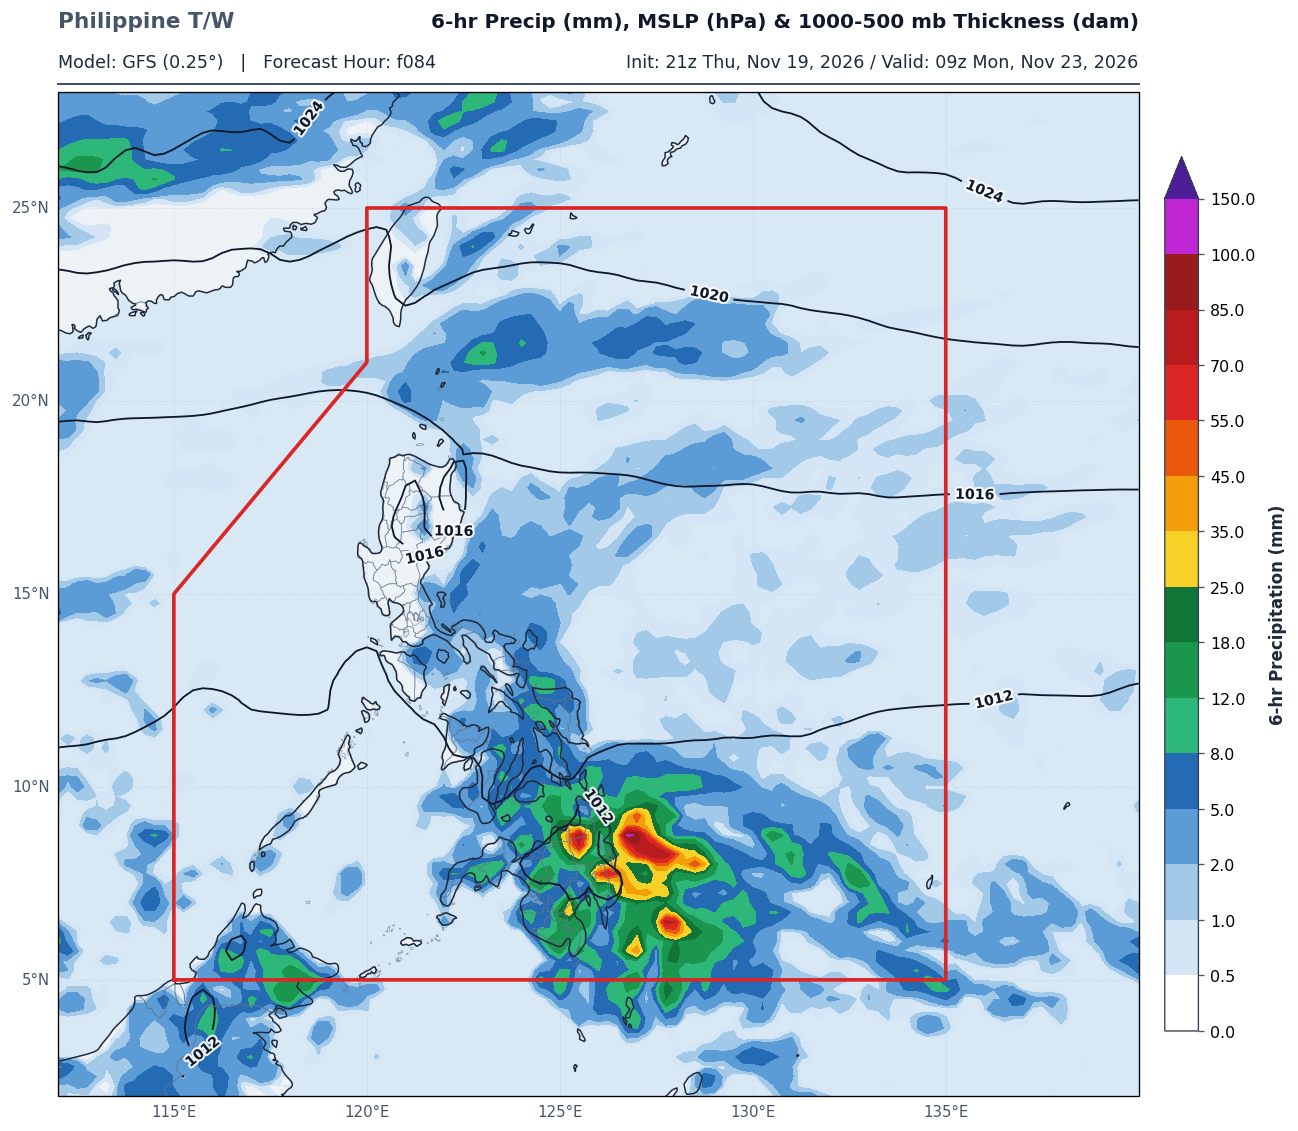 Philippine T/W
6-hr Precip (mm), MSLP (hPa) & 1000-500 mb Thickness (dam)
Model: GFS (0.25°) | Forecast Hour: f084
Init: 21z Thu, Nov 19, 2026 / Valid: 09z Mon, Nov 23, 2026
1024
1024
1020
1016
1016
1016
1012
1012
1012
25°N
20°N
15°N
10°N
5°N
115°E
120°E
125°E
130°E
135°E
150.0
100.0
85.0
70.0
55.0
45.0
35.0
25.0
18.0
12.0
8.0
5.0
2.0
1.0
0.5
0.0
6-hr Precipitation (mm)